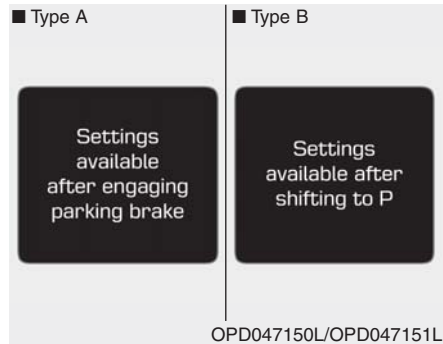 ■ Type A
Settings
available
after engaging
parking brake
■ Type B
Settings
available after
shifting to P
OPD047150L/OPD047151L